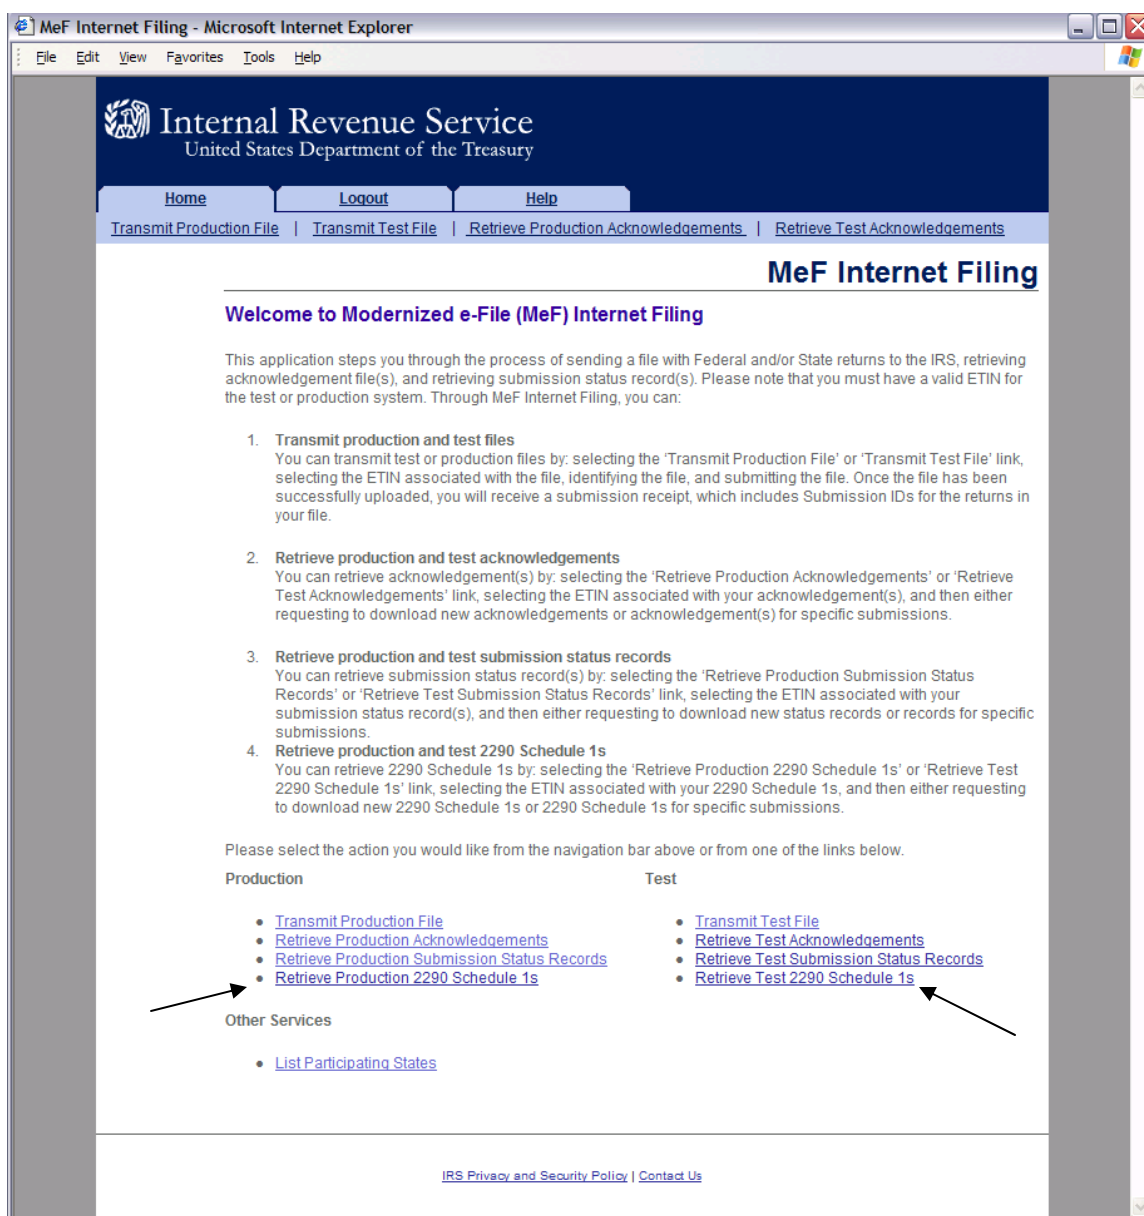 MeF Internet Filing - Microsoft Internet Explorer
File Edit View Favorites Tools Help
Internal Revenue Service
United States Department of the Treasury
Home Logout Help
Transmit Production File | Transmit Test File | Retrieve Production Acknowledgements | Retrieve Test Acknowledgements
MeF Internet Filing
Welcome to Modernized e-File (MeF) Internet Filing
This application steps you through the process of sending a file with Federal and/or State returns to the IRS, retrieving
acknowledgement file(s), and retrieving submission status record(s). Please note that you must have a valid ETIN for
the test or production system. Through MeF Internet Filing, you can:
1. Transmit production and test files
You can transmit test or production files by: selecting the ‘Transmit Production File’ or ‘Transmit Test File’ link,
selecting the ETIN associated with the file, identifying the file, and submitting the file. Once the file has been
successfully uploaded, you will receive a submission receipt, which includes Submission IDs for the returns in
your file.
2. Retrieve production and test acknowledgements
You can retrieve acknowledgement(s) by: selecting the ‘Retrieve Production Acknowledgements’ or ‘Retrieve
Test Acknowledgements’ link, selecting the ETIN associated with your acknowledgement(s), and then either
requesting to download new acknowledgements or acknowledgement(s) for specific submissions.
3. Retrieve production and test submission status records
You can retrieve submission status record(s) by: selecting the ‘Retrieve Production Submission Status
Records’ or ‘Retrieve Test Submission Status Records’ link, selecting the ETIN associated with your
submission status record(s), and then either requesting to download new status records or records for specific
submissions.
4. Retrieve production and test 2290 Schedule 1s
You can retrieve 2290 Schedule 1s by: selecting the ‘Retrieve Production 2290 Schedule 1s’ or ‘Retrieve Test
2290 Schedule 1s’ link, selecting the ETIN associated with your 2290 Schedule 1s, and then either requesting
to download new 2290 Schedule 1s or 2290 Schedule 1s for specific submissions.
Please select the action you would like from the navigation bar above or from one of the links below.
Production
• Transmit Production File
• Retrieve Production Acknowledgements
• Retrieve Production Submission Status Records
• Retrieve Production 2290 Schedule 1s
Test
• Transmit Test File
• Retrieve Test Acknowledgements
• Retrieve Test Submission Status Records
• Retrieve Test 2290 Schedule 1s
Other Services
• List Participating States
IRS Privacy and Security Policy | Contact Us